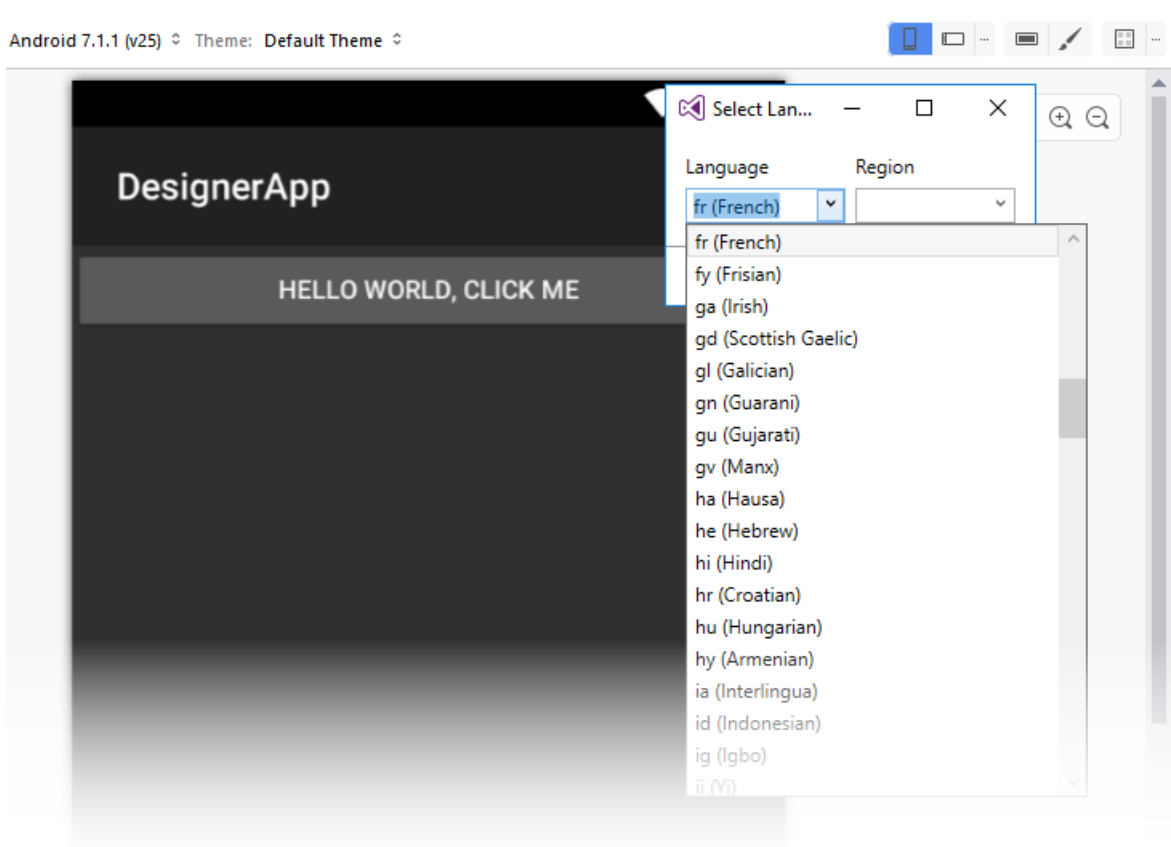 Android 7.1.1 (v25) Theme: Default Theme
Select Lan...
DesignerApp
Language Region
fr (French)
HELLO WORLD, CLICK ME
fr (French)
fy (Frisian)
ga (Irish)
gd (Scottish Gaelic)
gl (Galician)
gn (Guarani)
gu (Gujarati)
gv (Manx)
ha (Hausa)
he (Hebrew)
hi (Hindi)
hr (Croatian)
hu (Hungarian)
hy (Armenian)
ia (Interlingua)
id (Indonesian)
ig (Igbo)
ii (Yi)